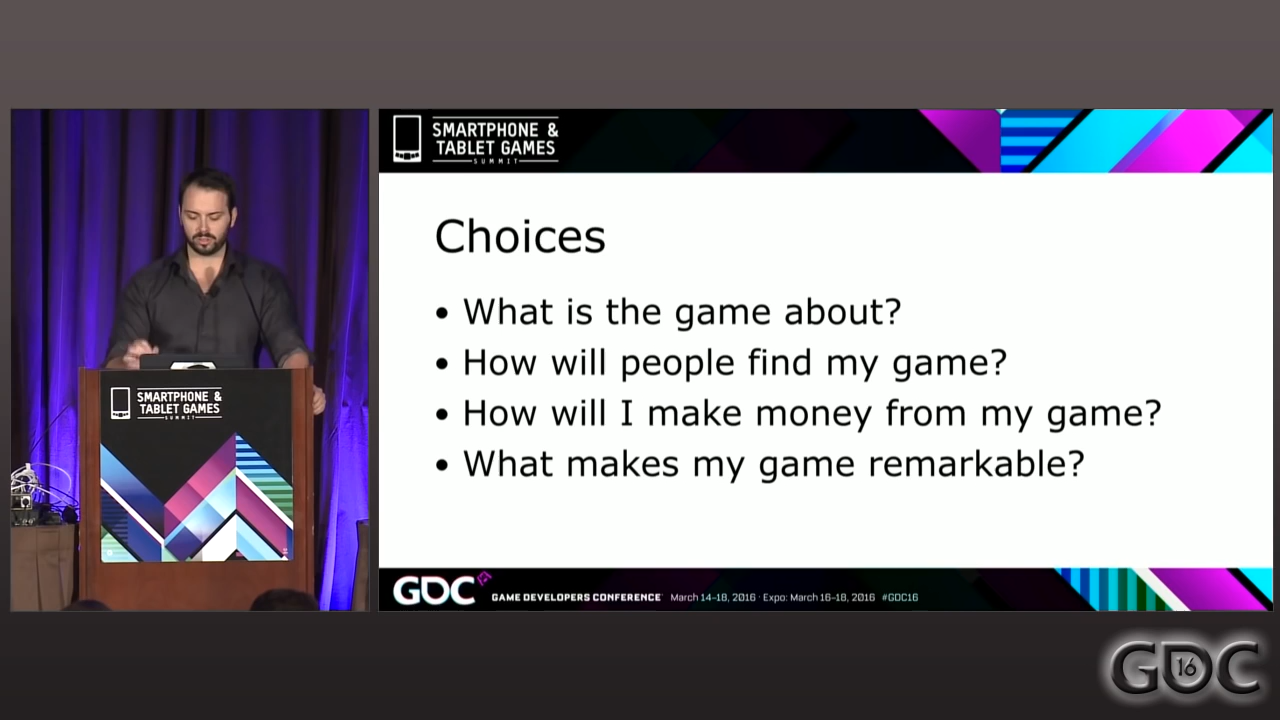 SMARTPHONE &
TABLET GAMES
SUMMIT
Choices
• What is the game about?
• How will people find my game?
• How will I make money from my game?
• What makes my game remarkable?
SMARTPHONE &
TABLET GAMES
SUMMIT
GDC GAME DEVELOPERS CONFERENCE March 14-18, 2016 · Expo: March 16-18, 2016 #GDC16
GDC 16